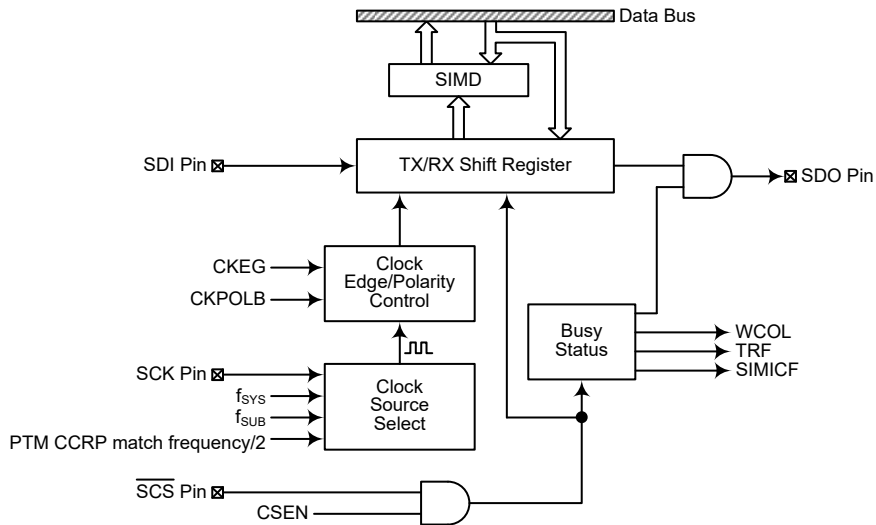 Data Bus
SIMD
SDI Pin
TX/RX Shift Register
SDO Pin
CKEG
CKPOLB
Clock
Edge/Polarity
Control
Busy
Status
WCOL
TRF
SIMICF
SCK Pin
fSYS
fSUB
PTM CCRP match frequency/2
Clock
Source
Select
SCS Pin
CSEN